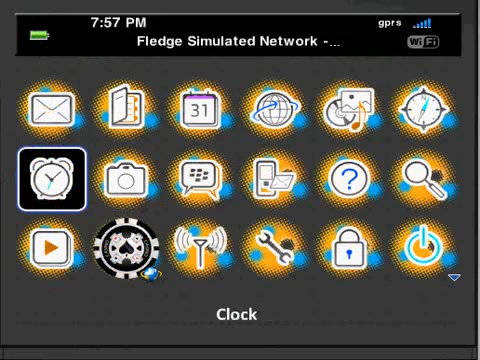 7:57 PM
gprs
Fledge Simulated Network -...
WiFi
31
Clock